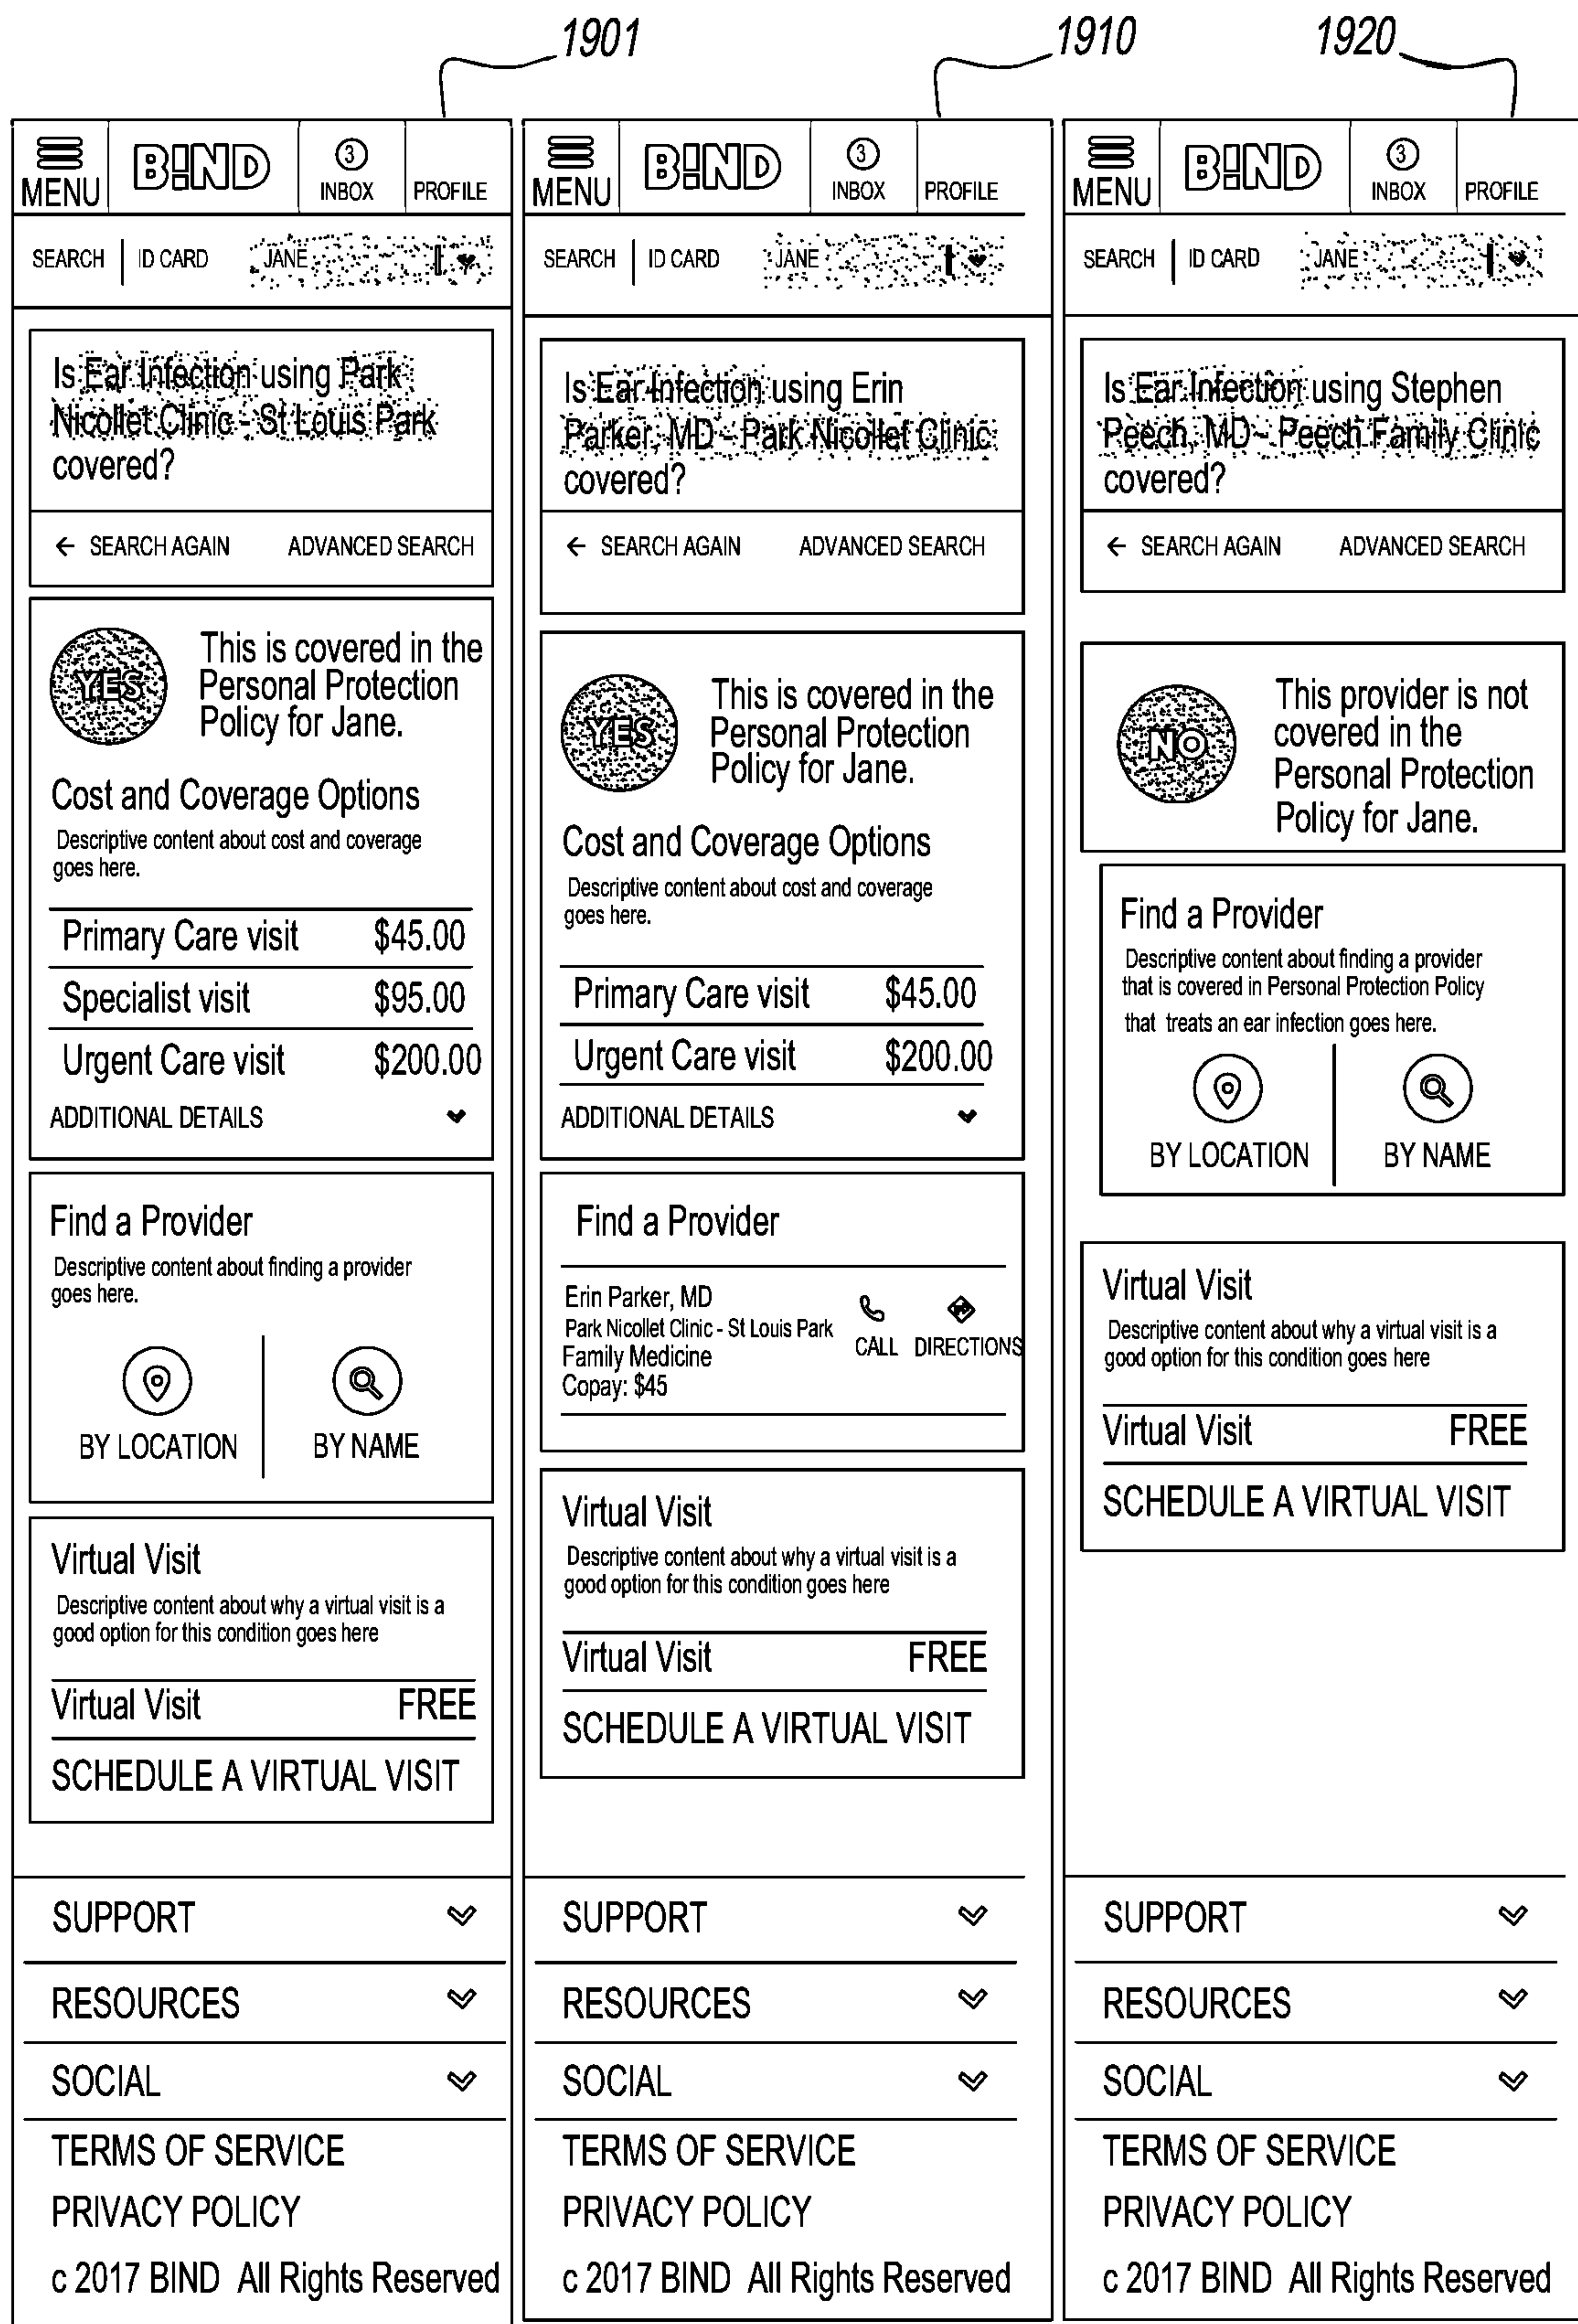 1901
1910
1920
MENU
B!ND
3
INBOX
PROFILE
SEARCH
ID CARD
JANE
Is Ear Infection using Park
Nicollet Clinic - St Louis Park
covered?
← SEARCH AGAIN
ADVANCED SEARCH
YES
This is covered in the
Personal Protection
Policy for Jane.
Cost and Coverage Options
Descriptive content about cost and coverage
goes here.
Primary Care visit $45.00
Specialist visit $95.00
Urgent Care visit $200.00
ADDITIONAL DETAILS
Find a Provider
Descriptive content about finding a provider
goes here.
BY LOCATION
BY NAME
Virtual Visit
Descriptive content about why a virtual visit is a
good option for this condition goes here
Virtual Visit FREE
SCHEDULE A VIRTUAL VISIT
SUPPORT
RESOURCES
SOCIAL
TERMS OF SERVICE
PRIVACY POLICY
c 2017 BIND All Rights Reserved
MENU
B!ND
3
INBOX
PROFILE
SEARCH
ID CARD
JANE
Is Ear Infection using Erin
Parker, MD - Park Nicollet Clinic
covered?
← SEARCH AGAIN
ADVANCED SEARCH
YES
This is covered in the
Personal Protection
Policy for Jane.
Cost and Coverage Options
Descriptive content about cost and coverage
goes here.
Primary Care visit $45.00
Urgent Care visit $200.00
ADDITIONAL DETAILS
Find a Provider
Erin Parker, MD
Park Nicollet Clinic - St Louis Park
Family Medicine
Copay: $45
CALL
DIRECTIONS
Virtual Visit
Descriptive content about why a virtual visit is a
good option for this condition goes here
Virtual Visit FREE
SCHEDULE A VIRTUAL VISIT
SUPPORT
RESOURCES
SOCIAL
TERMS OF SERVICE
PRIVACY POLICY
c 2017 BIND All Rights Reserved
MENU
B!ND
3
INBOX
PROFILE
SEARCH
ID CARD
JANE
Is Ear Infection using Stephen
Peech, MD - Peech Family Clinic
covered?
← SEARCH AGAIN
ADVANCED SEARCH
NO
This provider is not
covered in the
Personal Protection
Policy for Jane.
Find a Provider
Descriptive content about finding a provider
that is covered in Personal Protection Policy
that treats an ear infection goes here.
BY LOCATION
BY NAME
Virtual Visit
Descriptive content about why a virtual visit is a
good option for this condition goes here
Virtual Visit FREE
SCHEDULE A VIRTUAL VISIT
SUPPORT
RESOURCES
SOCIAL
TERMS OF SERVICE
PRIVACY POLICY
c 2017 BIND All Rights Reserved